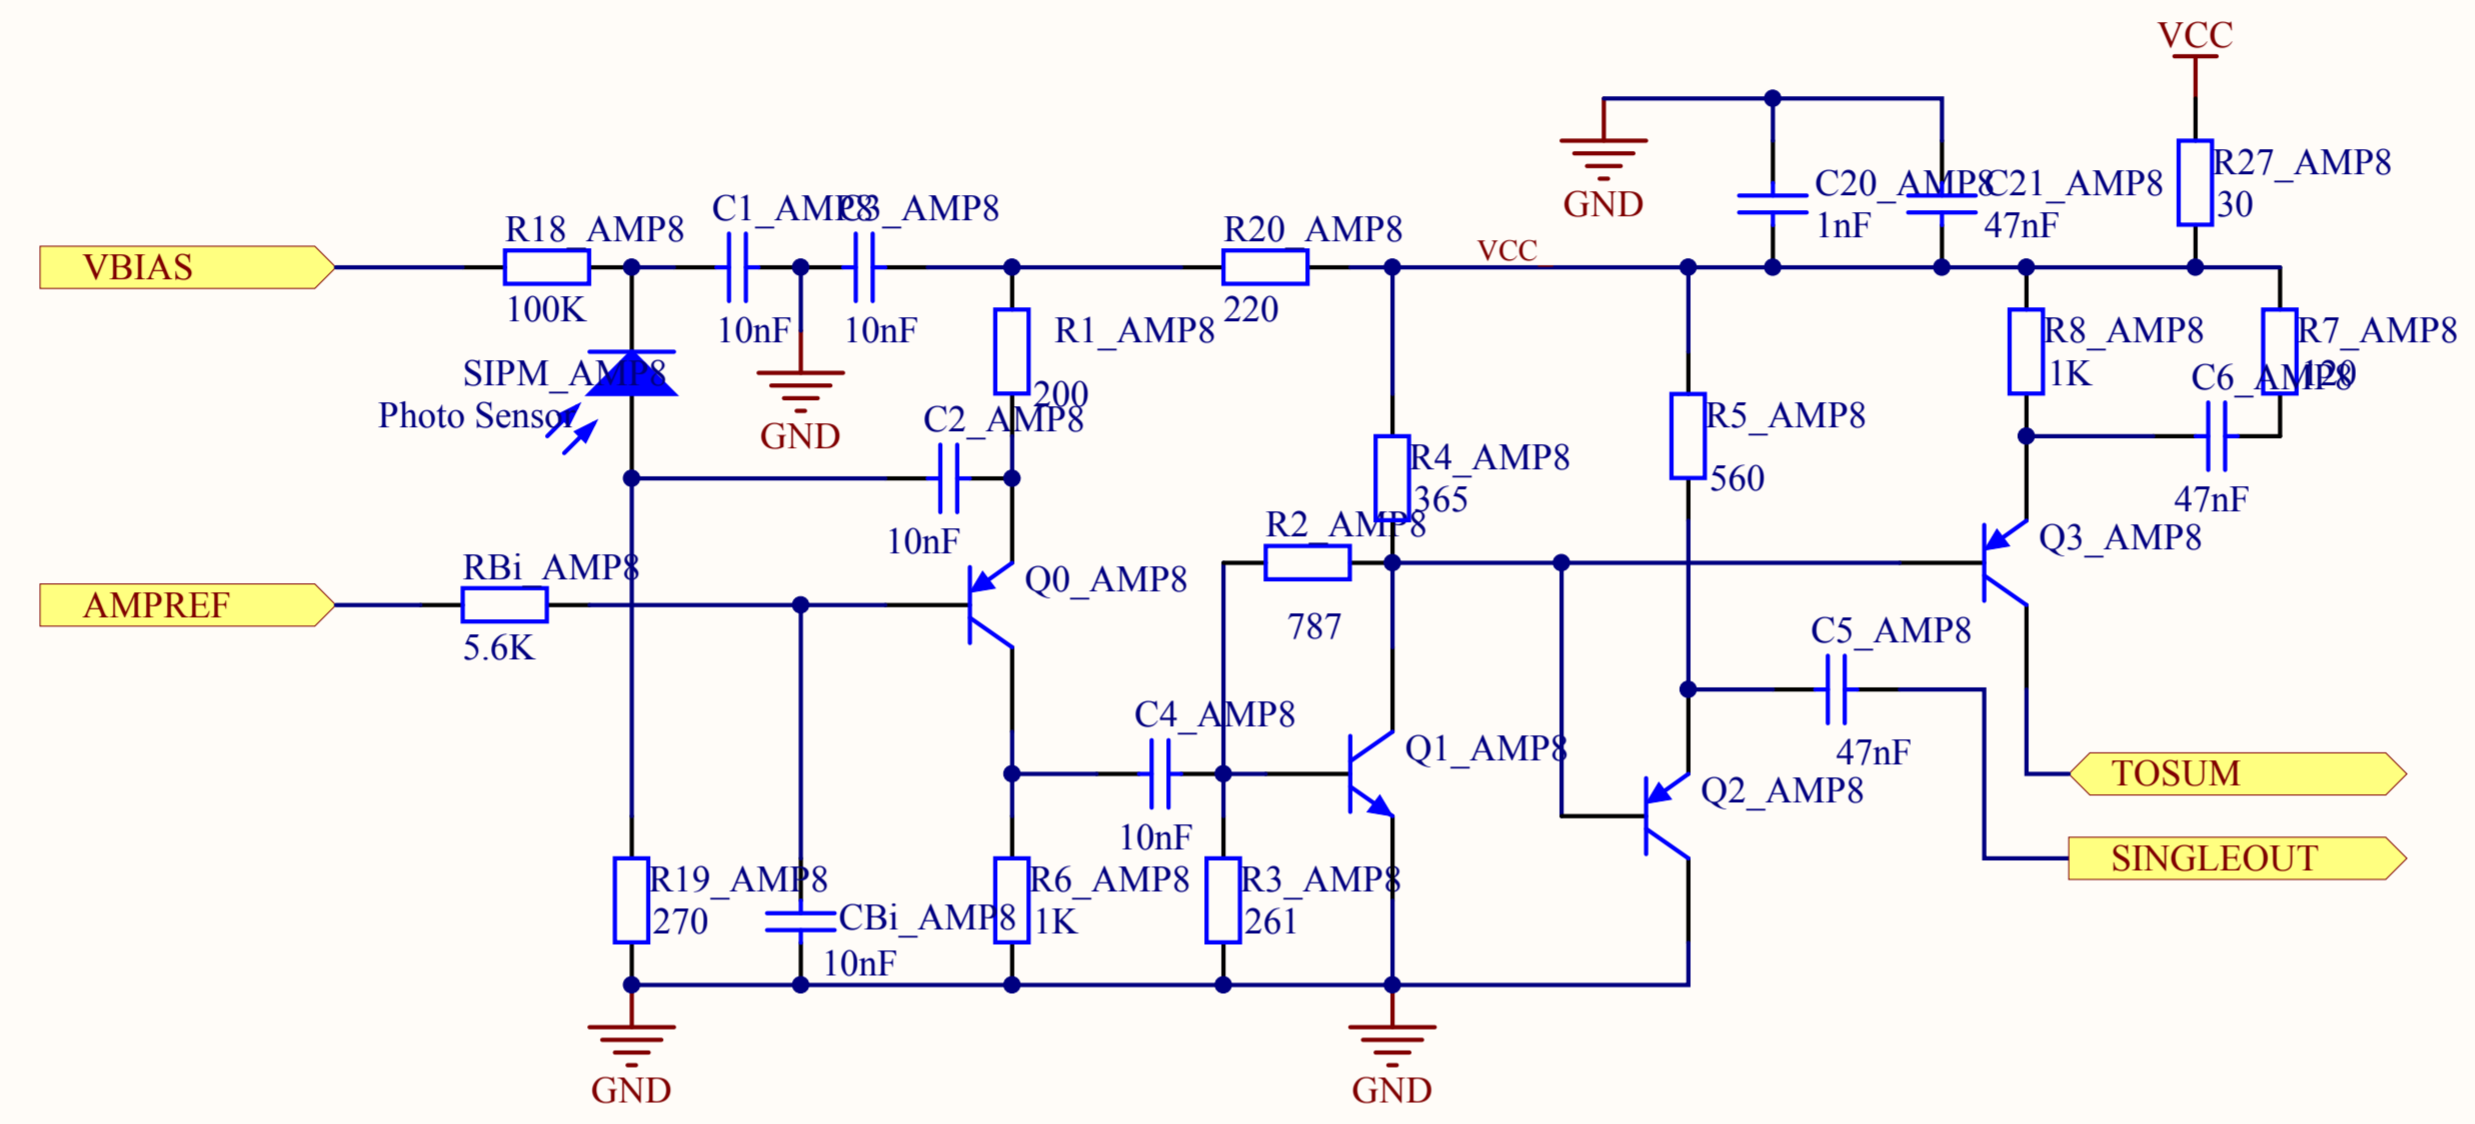 VCC
R27_AMP8
30
C20_AMP8
1nF
C21_AMP8
47nF
GND
VBIAS
R18_AMP8
100K
C1_AMP8
10nF
C3_AMP8
10nF
GND
R20_AMP8
220
VCC
SIPM_AMP8
Photo Sensor
R1_AMP8
200
C2_AMP8
10nF
R4_AMP8
365
R5_AMP8
560
R8_AMP8
1K
R7_AMP8
120
C6_AMP8
47nF
AMPREF
RBi_AMP8
5.6K
Q0_AMP8
R2_AMP8
787
Q3_AMP8
C4_AMP8
10nF
Q1_AMP8
C5_AMP8
47nF
Q2_AMP8
TOSUM
SINGLEOUT
R19_AMP8
270
CBi_AMP8
10nF
R6_AMP8
1K
R3_AMP8
261
GND
GND